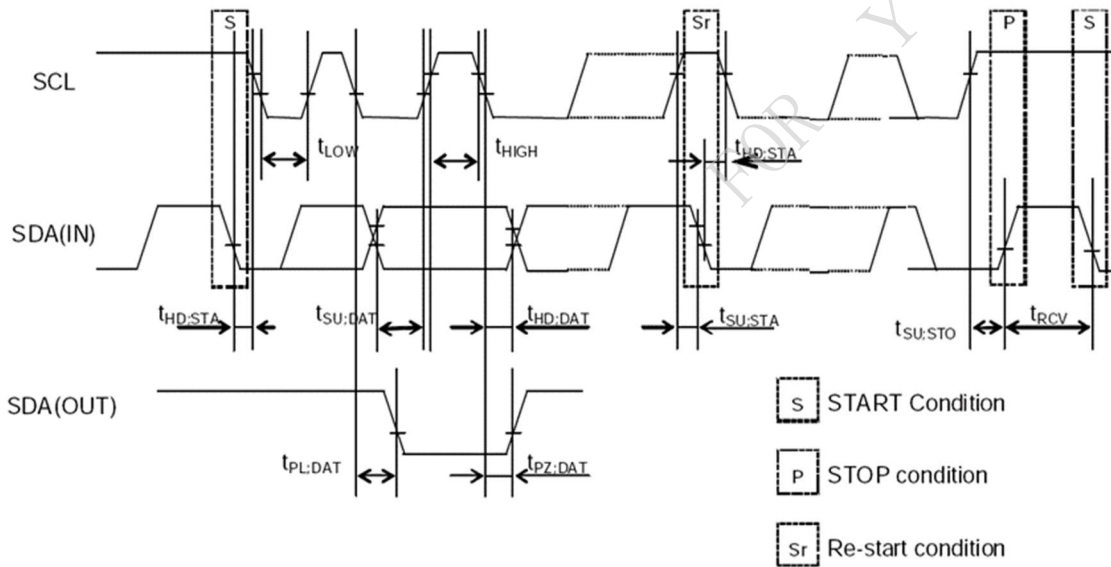 S
Sr
P
S
SCL
tLOW
tHIGH
tHD;STA
SDA(IN)
tHD;STA
tSU;DAT
tHD;DAT
tSU;STA
tSU;STO
tRCV
SDA(OUT)
tPL;DAT
tPZ;DAT
S START Condition
P STOP condition
Sr Re-start condition
FOR Y